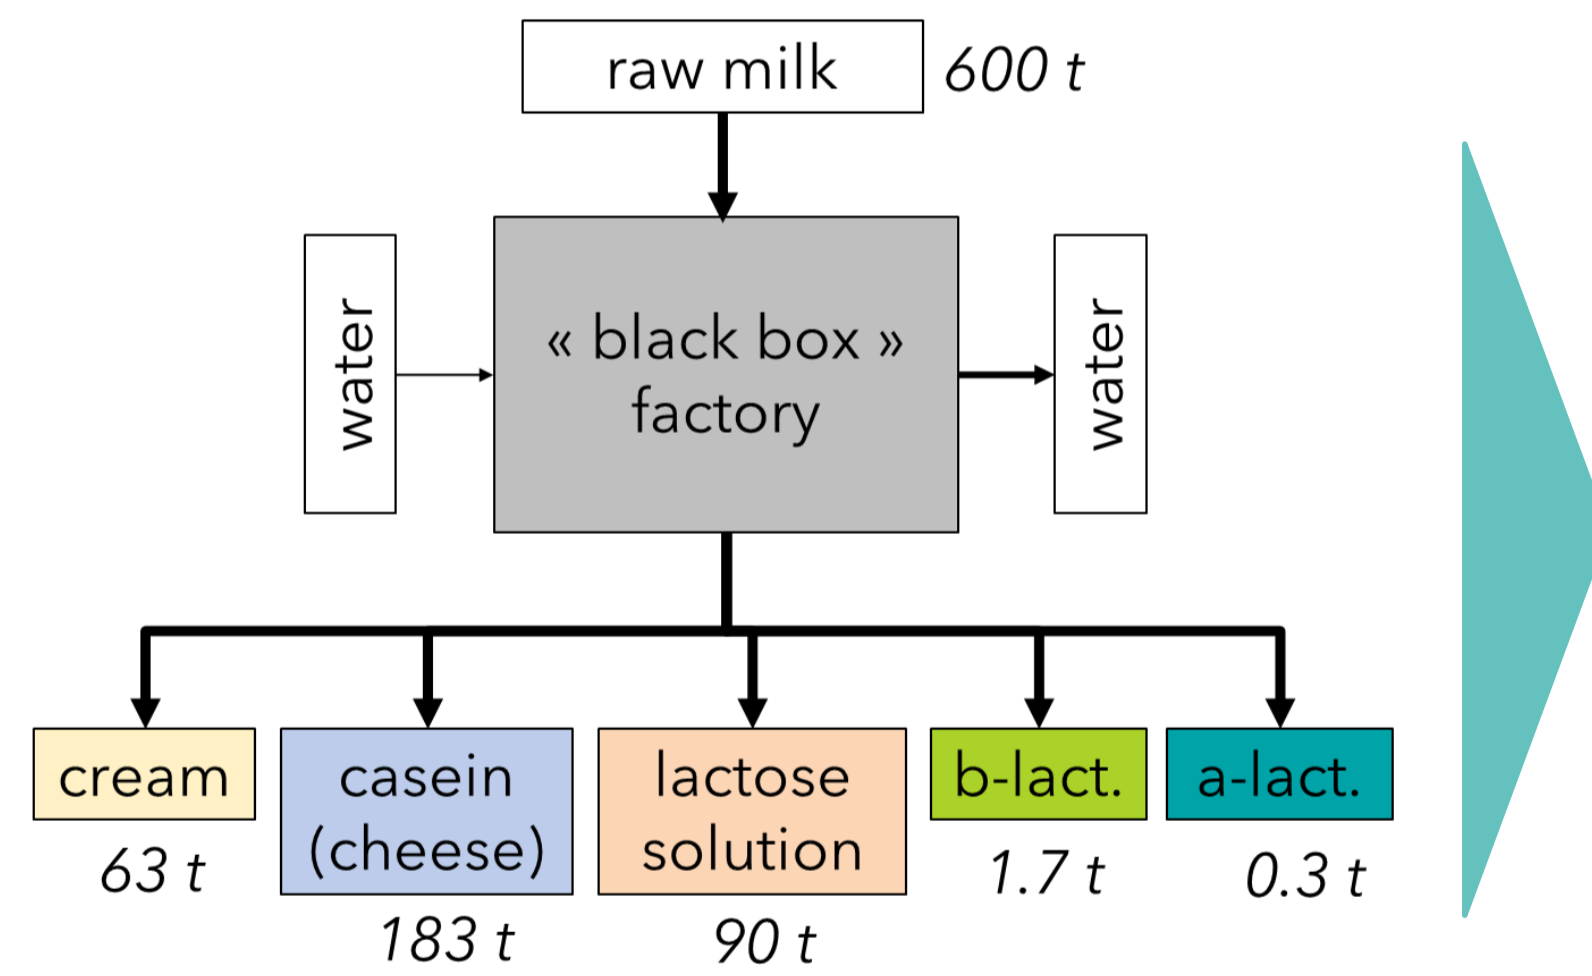 raw milk
600 t
water
« black box »
factory
water
cream
casein
(cheese)
lactose
solution
b-lact.
a-lact.
63 t
183 t
90 t
1.7 t
0.3 t